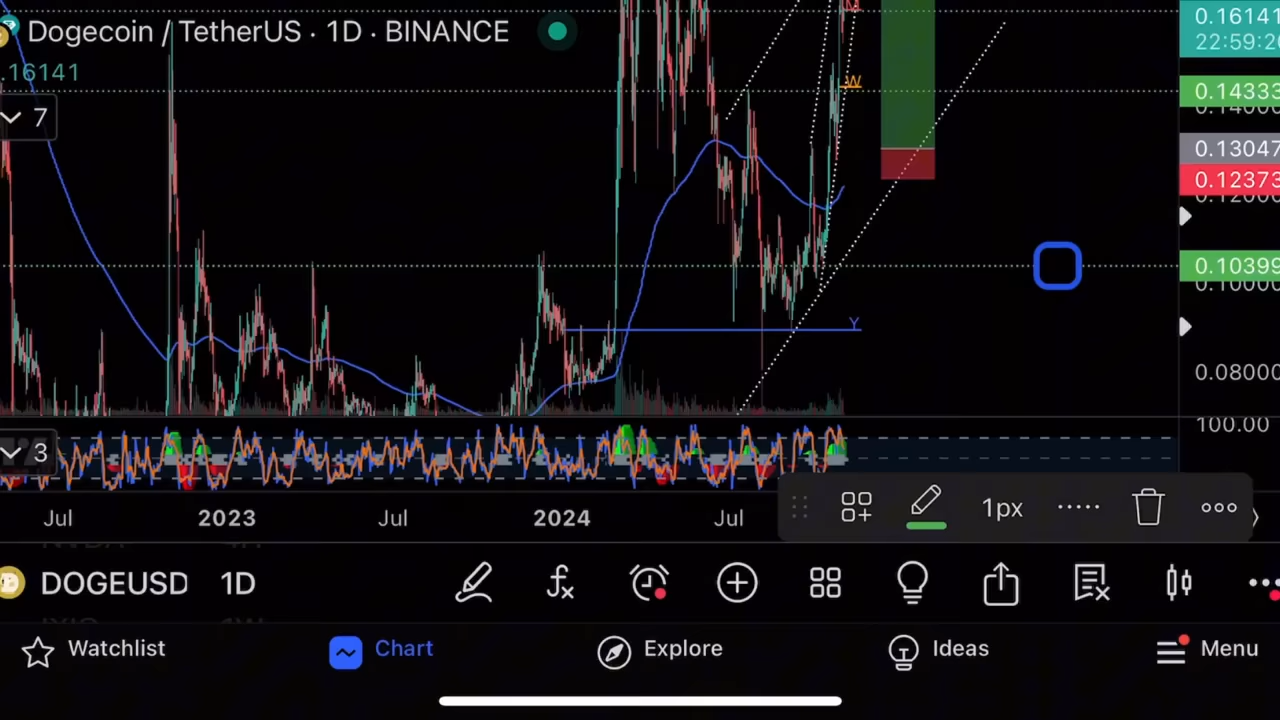 Dogecoin / TetherUS · 1D · BINANCE
.16141
7
M
W
Y
0.16141
22:59:2
0.14333
0.13047
0.12373
0.10399
0.08000
100.00
3
Jul
2023
Jul
2024
Jul
1px
DOGEUSD
1D
Watchlist
Chart
Explore
Ideas
Menu